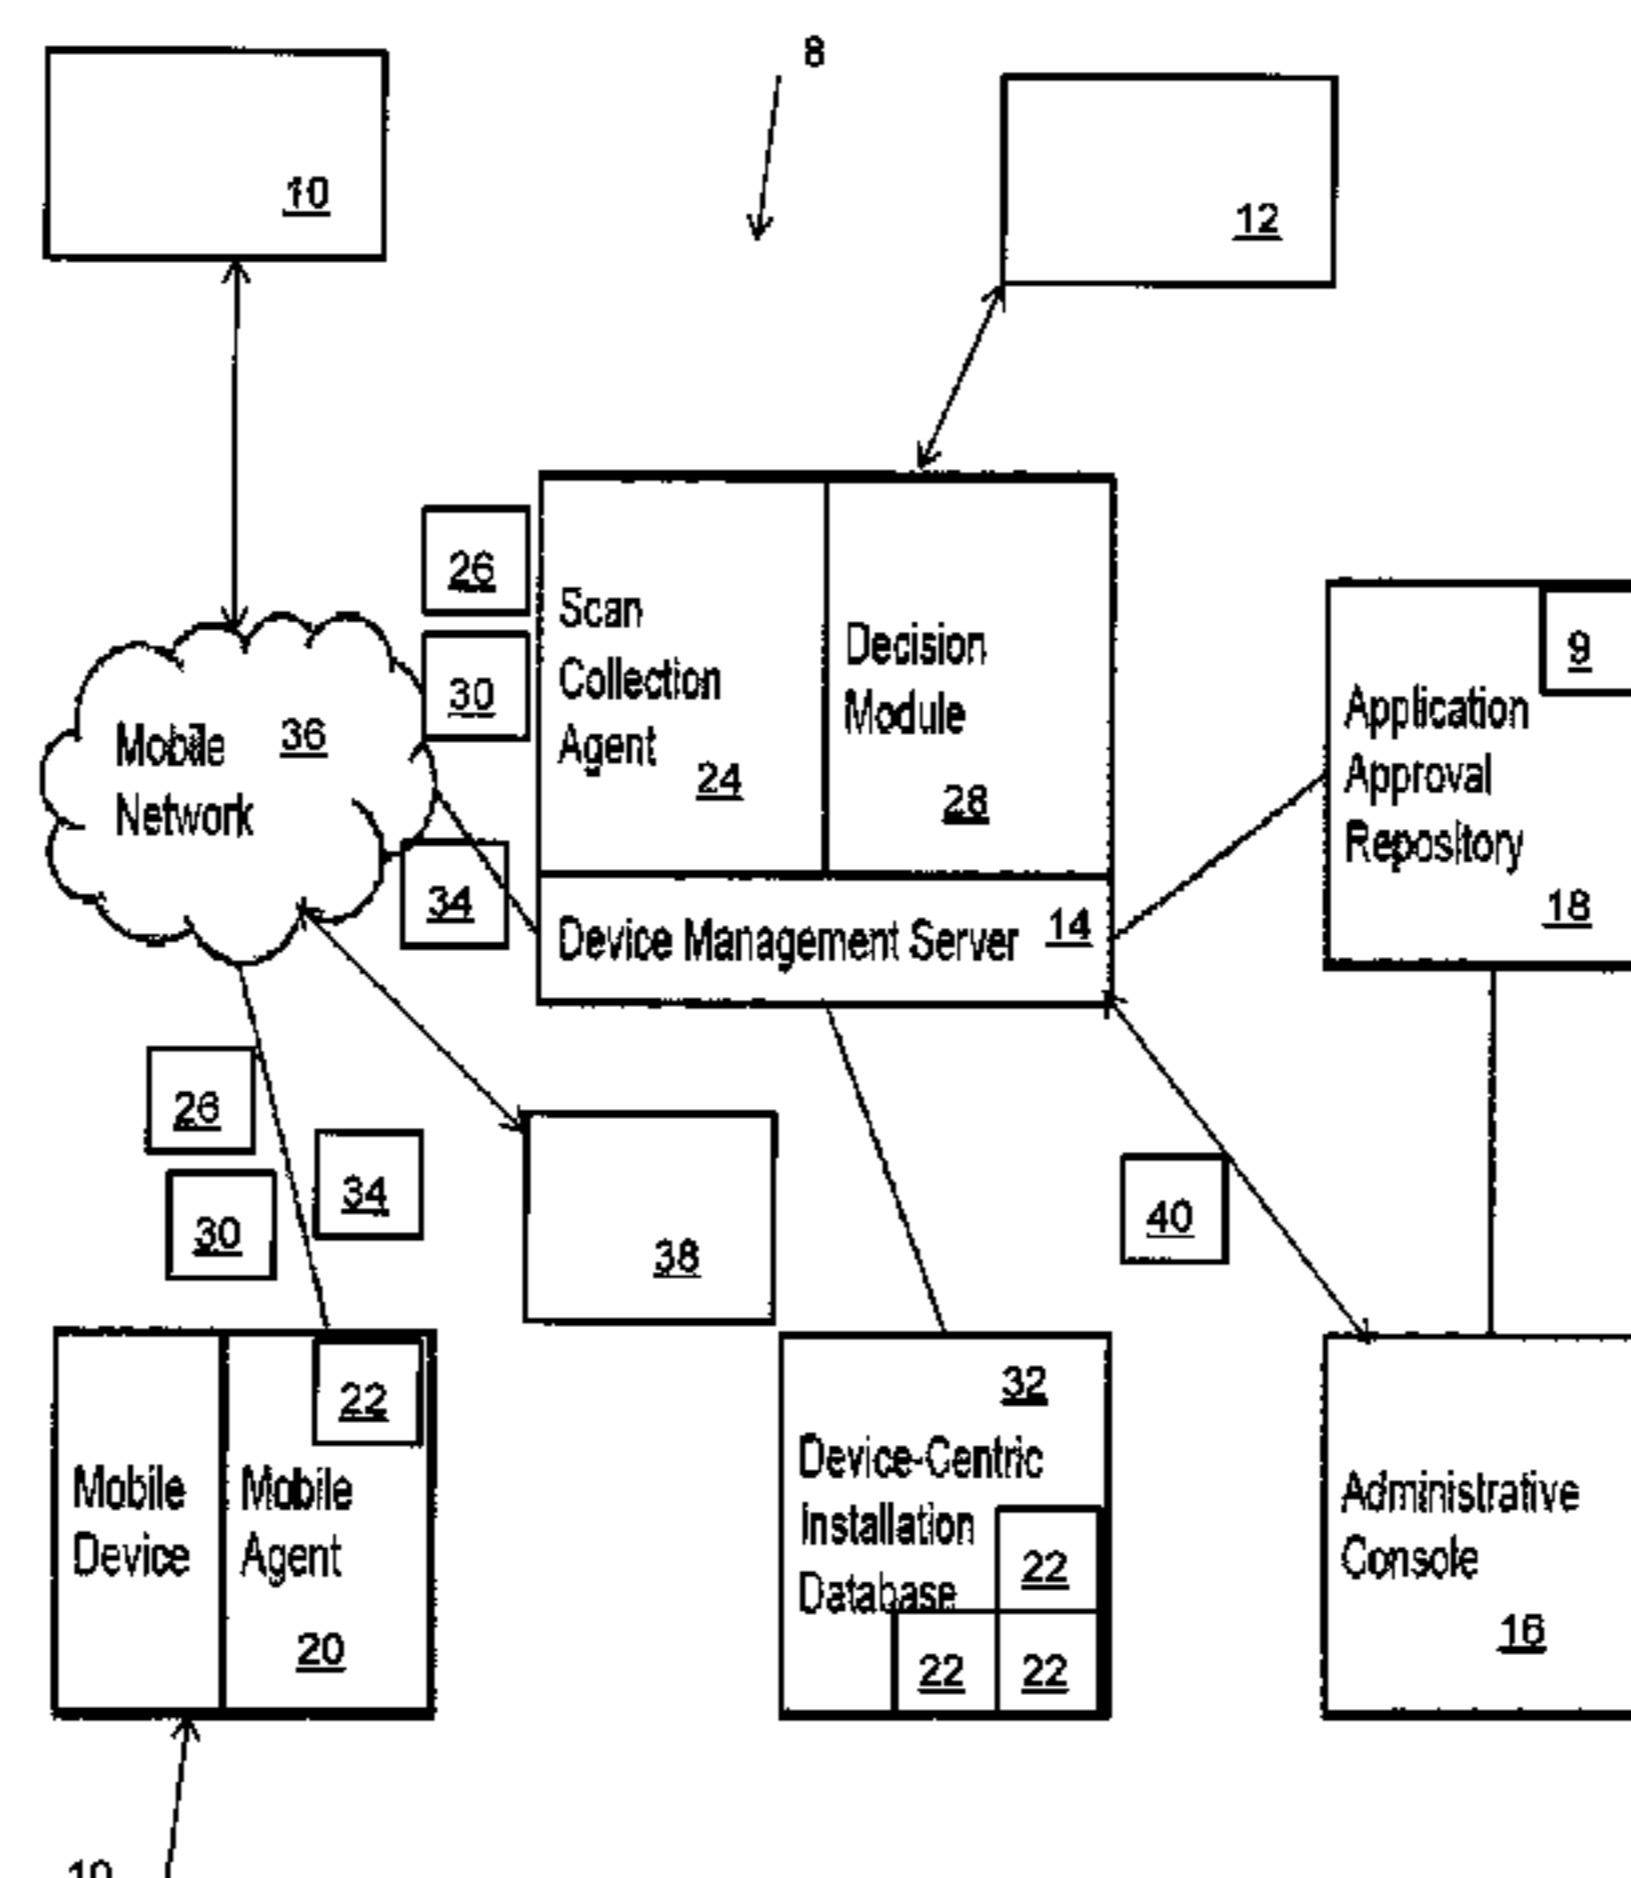 8
10
12
26
30
Scan
Collection
Agent
24
Decision
Module
28
9
Application
Approval
Repository
18
Mobile
Network
36
34
Device Management Server
14
26
30
34
38
40
22
Mobile
Device
Mobile
Agent
20
32
Device-Centric
Installation
Database
22
22
22
Administrative
Console
16
10